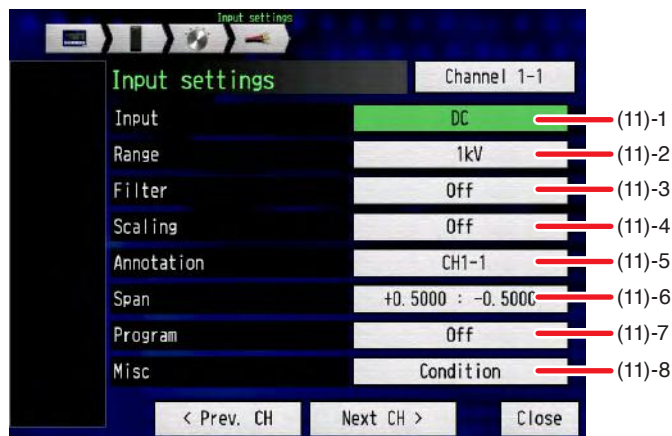 Input settings
Input settings Channel 1-1
Input DC (11)-1
Range 1kV (11)-2
Filter Off (11)-3
Scaling Off (11)-4
Annotation CH1-1 (11)-5
Span +0.5000 : -0.5000 (11)-6
Program Off (11)-7
Misc Condition (11)-8
< Prev. CH Next CH > Close